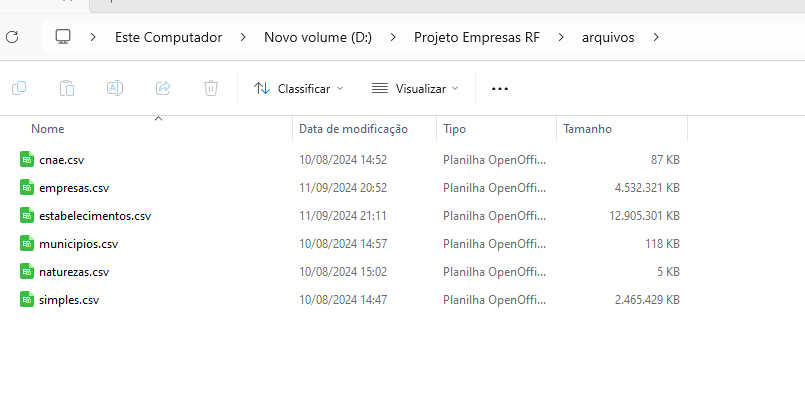 Este Computador > Novo volume (D:) > Projeto Empresas RF > arquivos >
Classificar Visualizar ...
Nome Data de modificação Tipo Tamanho
cnae.csv 10/08/2024 14:52 Planilha OpenOffi... 87 KB
empresas.csv 11/09/2024 20:52 Planilha OpenOffi... 4.532.321 KB
estabelecimentos.csv 11/09/2024 21:11 Planilha OpenOffi... 12.905.301 KB
municipios.csv 10/08/2024 14:57 Planilha OpenOffi... 118 KB
naturezas.csv 10/08/2024 15:02 Planilha OpenOffi... 5 KB
simples.csv 10/08/2024 14:47 Planilha OpenOffi... 2.465.429 KB